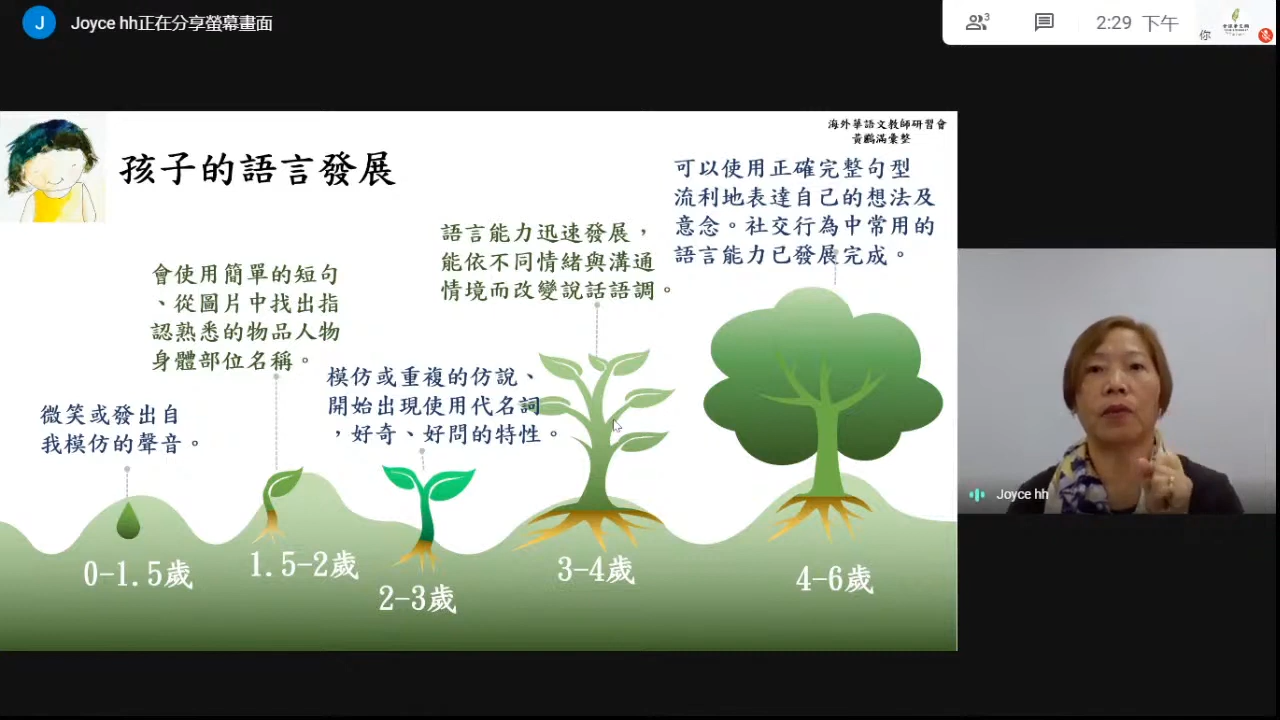 J
Joyce hh正在分享螢幕畫面
3
2:29 下午
你
海外華語文教師研習會
黃鸝滿彙整
孩子的語言發展
可以使用正確完整句型
流利地表達自己的想法及
意念。社交行為中常用的
語言能力已發展完成。
語言能力迅速發展，
能依不同情緒與溝通
情境而改變說話語調。
會使用簡單的短句
、從圖片中找出指
認熟悉的物品人物
身體部位名稱。
模仿或重複的仿說、
開始出現使用代名詞
，好奇、好問的特性。
微笑或發出自
我模仿的聲音。
0-1.5歲
1.5-2歲
2-3歲
3-4歲
4-6歲
Joyce hh